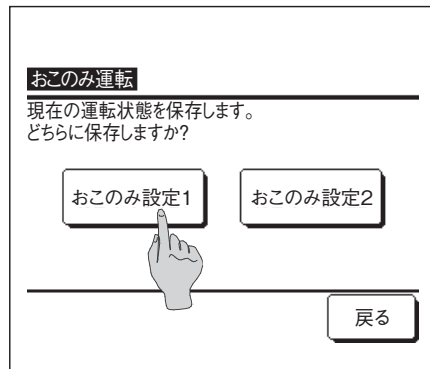 おこのみ運転
現在の運転状態を保存します。
どちらに保存しますか?
おこのみ設定1
おこのみ設定2
戻る